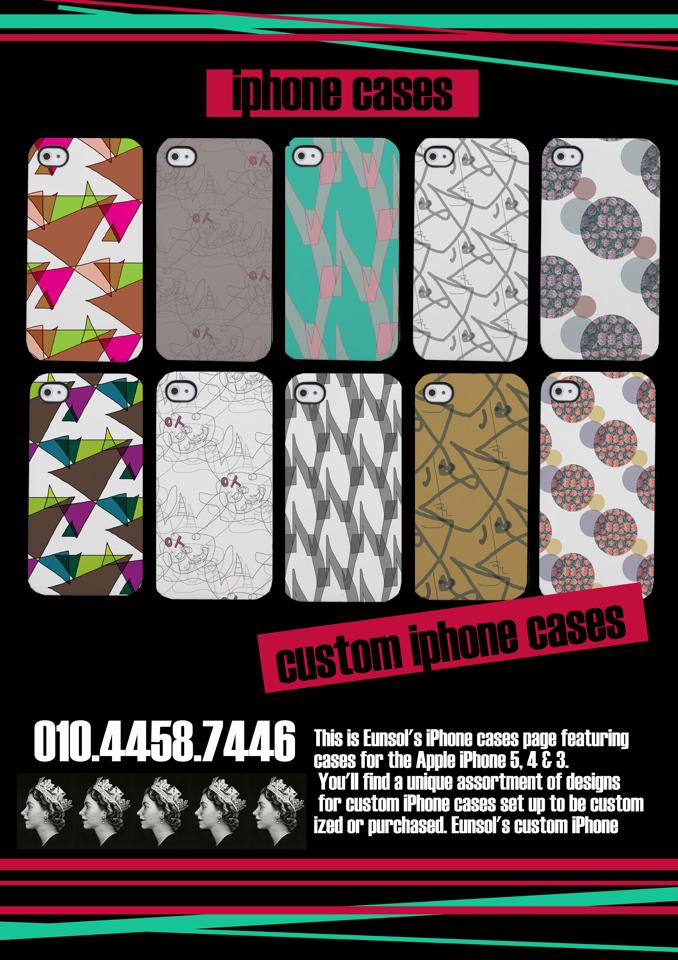 iphone cases
custom iphone cases
010.4458.7446
This is Eunsol's iPhone cases page featuring
cases for the Apple iPhone 5, 4 & 3.
You'll find a unique assortment of designs
for custom iPhone cases set up to be custom
ized or purchased. Eunsol's custom iPhone